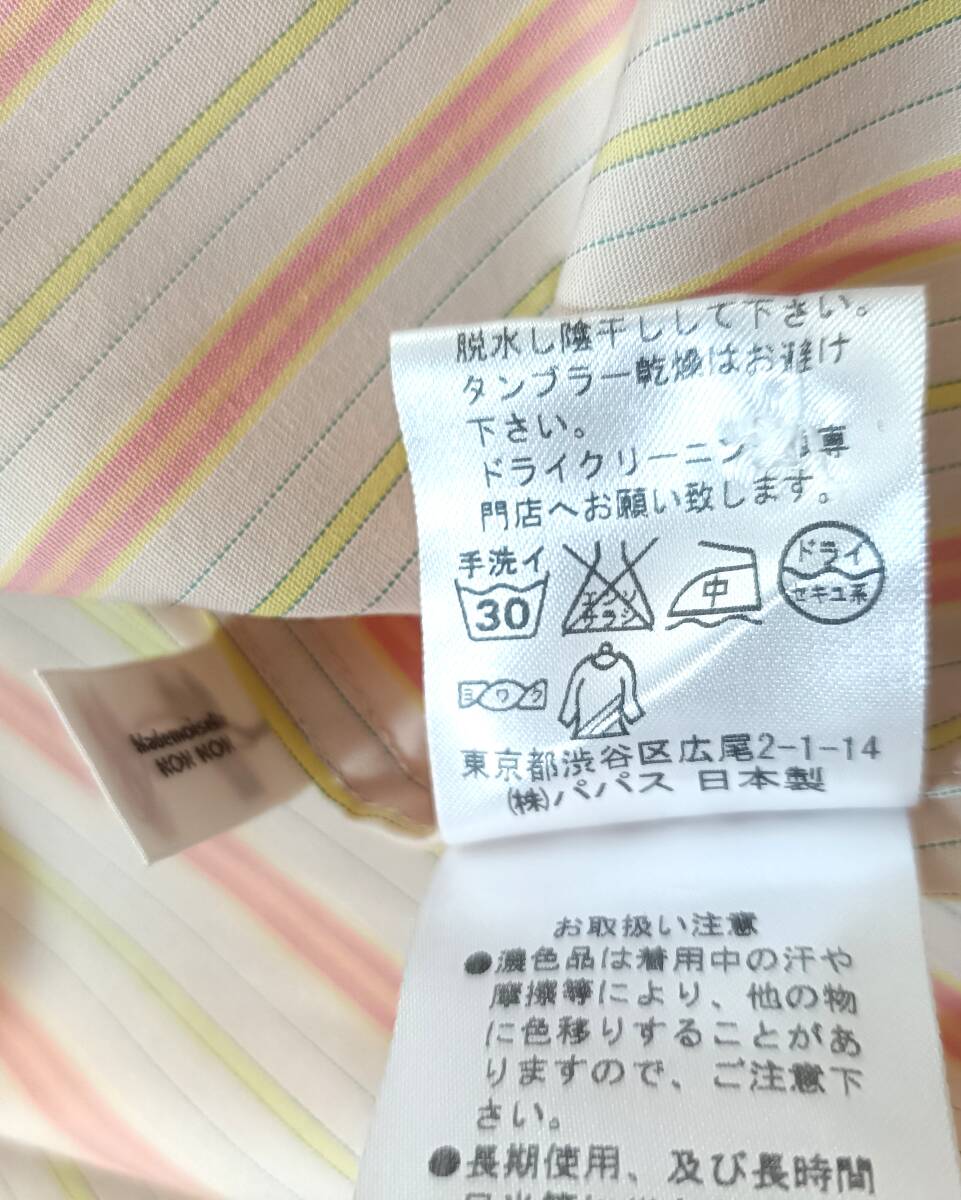 脱水し陰干しして下さい。
タンブラー乾燥はお避け
下さい。
ドライクリーニン 専
門店へお願い致します。
手洗イ
30
エンソ
サラシ
中
ドライ
セキユ系
ヨワク
東京都渋谷区広尾2-1-14
㈱パパス 日本製
Mademoiselle
NON NON
お取扱い注意
●濃色品は着用中の汗や
摩擦等により、他の物
に色移りすることがあ
りますので、ご注意下
さい。
●長期使用、及び長時間